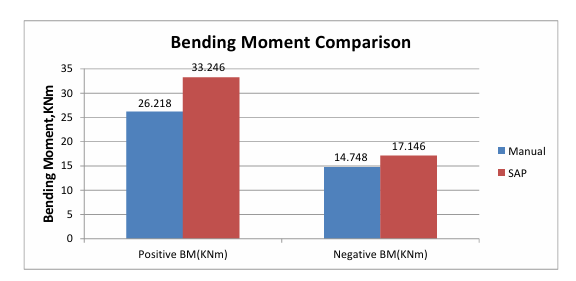 Bending Moment Comparison
Bending Moment,KNm
35
30
25
20
15
10
5
0
26.218
33.246
14.748
17.146
Positive BM(KNm)
Negative BM(KNm)
Manual
SAP